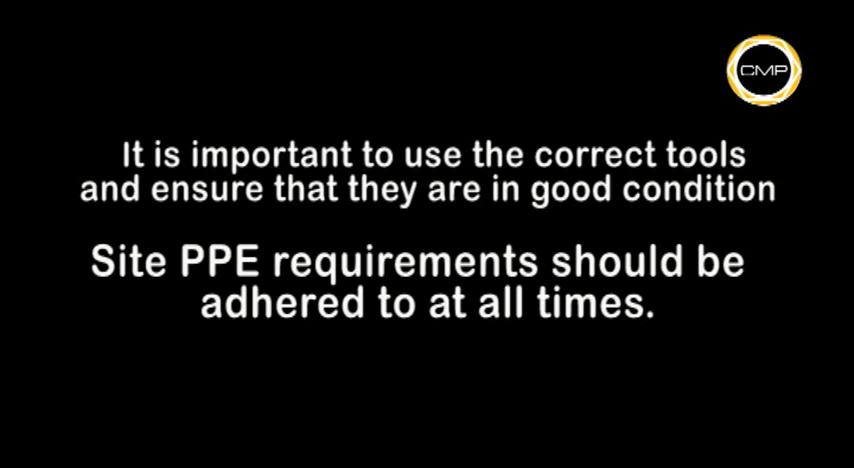 CMP
It is important to use the correct tools
and ensure that they are in good condition
Site PPE requirements should be
adhered to at all times.